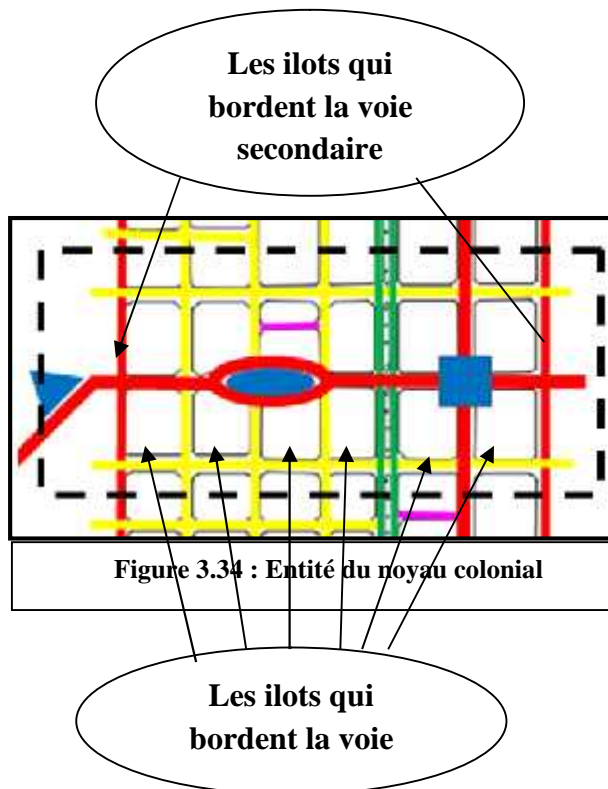 Les ilots qui
bordent la voie
secondaire
Figure 3.34 : Entité du noyau colonial
Les ilots qui
bordent la voie